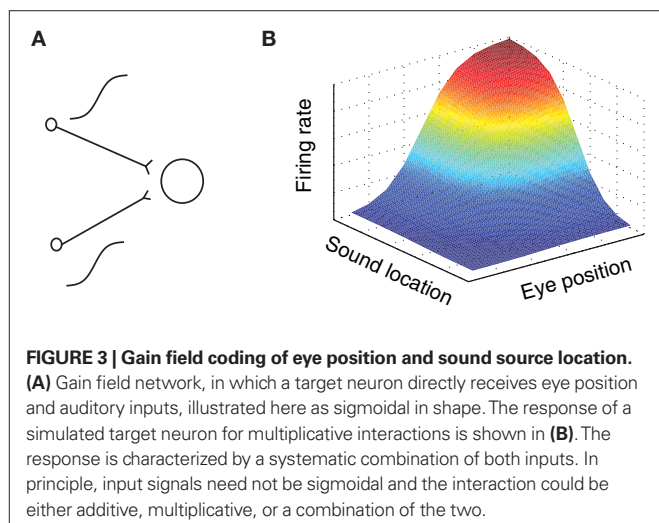 A
B
Firing rate
Sound location
Eye position
FIGURE 3 | Gain field coding of eye position and sound source location.
(A) Gain field network, in which a target neuron directly receives eye position
and auditory inputs, illustrated here as sigmoidal in shape. The response of a
simulated target neuron for multiplicative interactions is shown in (B). The
response is characterized by a systematic combination of both inputs. In
principle, input signals need not be sigmoidal and the interaction could be
either additive, multiplicative, or a combination of the two.